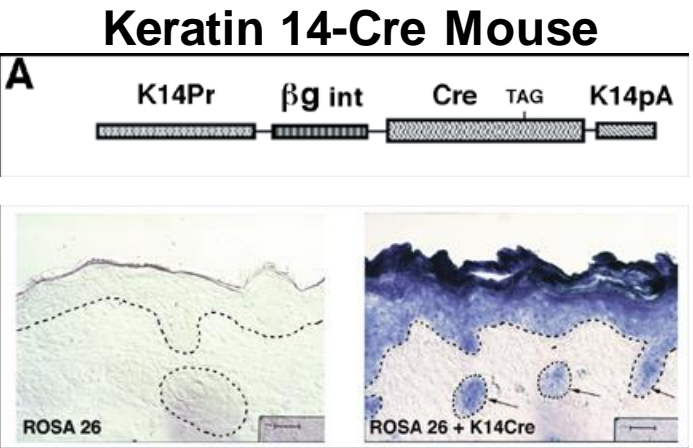 Keratin 14-Cre Mouse
A
K14Pr βg int Cre TAG K14pA
ROSA 26
ROSA 26 + K14Cre